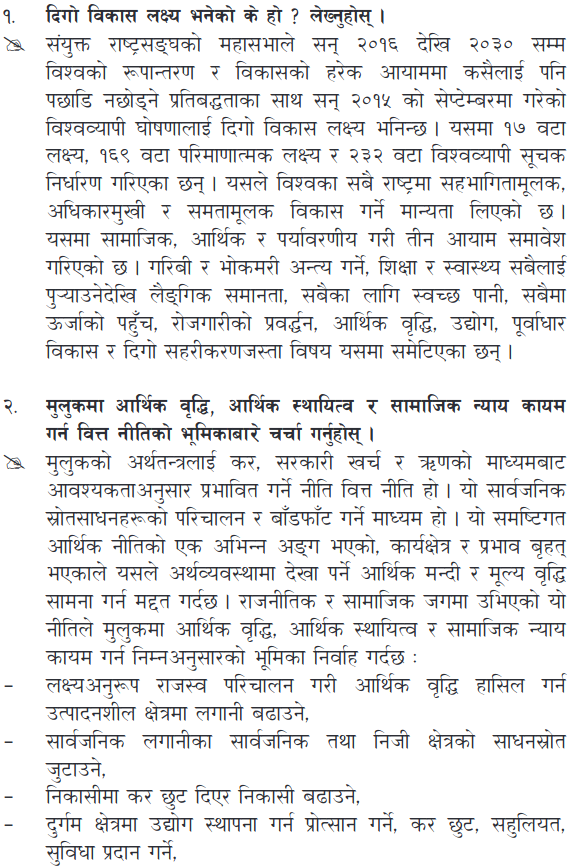 १. दिगो विकास लक्ष्य भनेको के हो ? लेख्नुहोस् ।
संयुक्त राष्ट्रसङ्घको महासभाले सन् २०१६ देखि २०३० सम्म
विश्वको रूपान्तरण र विकासको हरेक आयाममा कसैलाई पनि
पछाडि नछोड्ने प्रतिबद्धताका साथ सन् २०१५ को सेप्टेम्बरमा गरेको
विश्वव्यापी घोषणालाई दिगो विकास लक्ष्य भनिन्छ । यसमा १७ वटा
लक्ष्य, १६९ वटा परिमाणात्मक लक्ष्य र २३२ वटा विश्वव्यापी सूचक
निर्धारण गरिएका छन् । यसले विश्वका सबै राष्ट्रमा सहभागितामूलक,
अधिकारमुखी र समतामूलक विकास गर्ने मान्यता लिएको छ ।
यसमा सामाजिक, आर्थिक र पर्यावरणीय गरी तीन आयाम समावेश
गरिएको छ । गरिबी र भोकमरी अन्त्य गर्ने, शिक्षा र स्वास्थ्य सबैलाई
पुऱ्याउनेदेखि लैङ्गिक समानता, सबैका लागि स्वच्छ पानी, सबैमा
ऊर्जाको पहुँच, रोजगारीको प्रवर्द्धन, आर्थिक वृद्धि, उद्योग, पूर्वाधार
विकास र दिगो सहरीकरणजस्ता विषय यसमा समेटिएका छन् ।
२. मुलुकमा आर्थिक वृद्धि, आर्थिक स्थायित्व र सामाजिक न्याय कायम
गर्न वित्त नीतिको भूमिकाबारे चर्चा गर्नुहोस् ।
मुलुकको अर्थतन्त्रलाई कर, सरकारी खर्च र ऋणको माध्यमबाट
आवश्यकताअनुसार प्रभावित गर्ने नीति वित्त नीति हो । यो सार्वजनिक
स्रोतसाधनहरूको परिचालन र बाँडफाँट गर्ने माध्यम हो । यो समष्टिगत
आर्थिक नीतिको एक अभिन्न अङ्ग भएको, कार्यक्षेत्र र प्रभाव बृहत्
भएकाले यसले अर्थव्यवस्थामा देखा पर्ने आर्थिक मन्दी र मूल्य वृद्धि
सामना गर्न मद्दत गर्दछ । राजनीतिक र सामाजिक जगमा उभिएको यो
नीतिले मुलुकमा आर्थिक वृद्धि, आर्थिक स्थायित्व र सामाजिक न्याय
कायम गर्न निम्नअनुसारको भूमिका निर्वाह गर्दछ :
– लक्ष्यअनुरूप राजस्व परिचालन गरी आर्थिक वृद्धि हासिल गर्न
उत्पादनशील क्षेत्रमा लगानी बढाउने,
– सार्वजनिक लगानीका सार्वजनिक तथा निजी क्षेत्रको साधनस्रोत
जुटाउने,
– निकासीमा कर छुट दिएर निकासी बढाउने,
– दुर्गम क्षेत्रमा उद्योग स्थापना गर्न प्रोत्सान गर्ने, कर छुट, सहुलियत,
सुविधा प्रदान गर्ने,